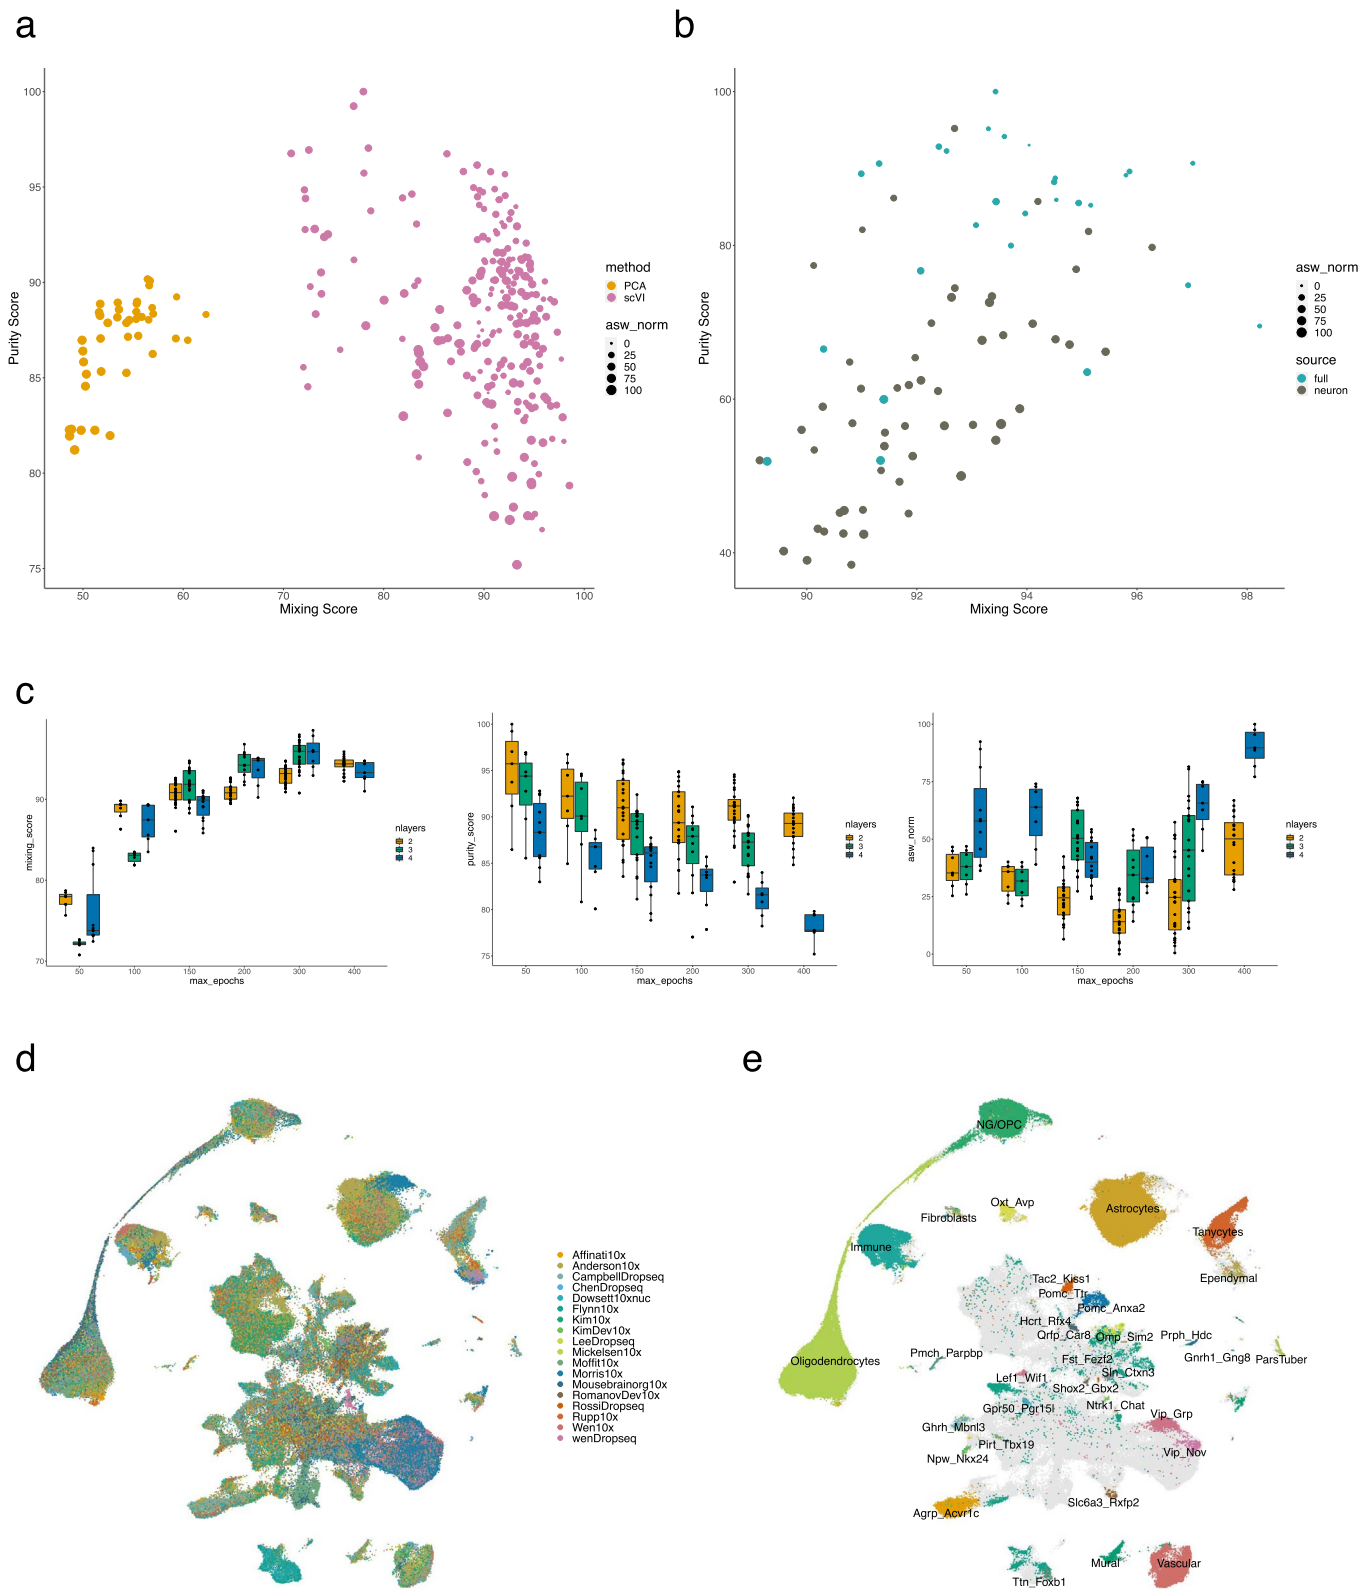 a
100
95
90
85
80
75
Purity Score
50
60
70
80
90
100
Mixing Score
method
PCA
scVI
asw_norm
0
25
50
75
100
b
100
80
60
40
Purity Score
90
92
94
96
98
Mixing Score
asw_norm
0
25
50
75
100
source
full
neuron
c
90
80
70
mixing_score
50
100
150
200
300
400
max_epochs
nlayers
2
3
4
100
95
90
85
80
75
purity_score
50
100
150
200
300
400
max_epochs
nlayers
2
3
4
100
75
50
25
0
asw_norm
50
100
150
200
300
400
max_epochs
nlayers
2
3
4
d
Affinati10x
Anderson10x
CampbellDropseq
ChenDropseq
Dowsett10xnuc
Flynn10x
Kim10x
KimDev10x
LeeDropseq
Mickelsen10x
Moffit10x
Morris10x
Mousebrainorg10x
RomanovDev10x
RossiDropseq
Rupp10x
Wen10x
wenDropseq
e
NG/OPC
Oxt_Avp
Fibroblasts
Astrocytes
Tanycytes
Immune
Ependymal
Tac2_Kiss1
Pomc_Ttr
Pomc_Anxa2
Hcrt_Rfx4
Qrfp_Car8
Omp_Sim2
Prph_Hdc
Pmch_Parpbp
Oligodendrocytes
Fst_Fezf2
Gnrh1_Gng8
ParsTuber
Lef1_Wif1
Sln_Ctxn3
Shox2_Gbx2
Gpr50_Pgr15l
Ntrk1_Chat
Vip_Grp
Ghrh_Mbnl3
Pirt_Tbx19
Vip_Nov
Npw_Nkx24
Slc6a3_Rxfp2
Agrp_Acvr1c
Mural
Vascular
Ttn_Foxb1